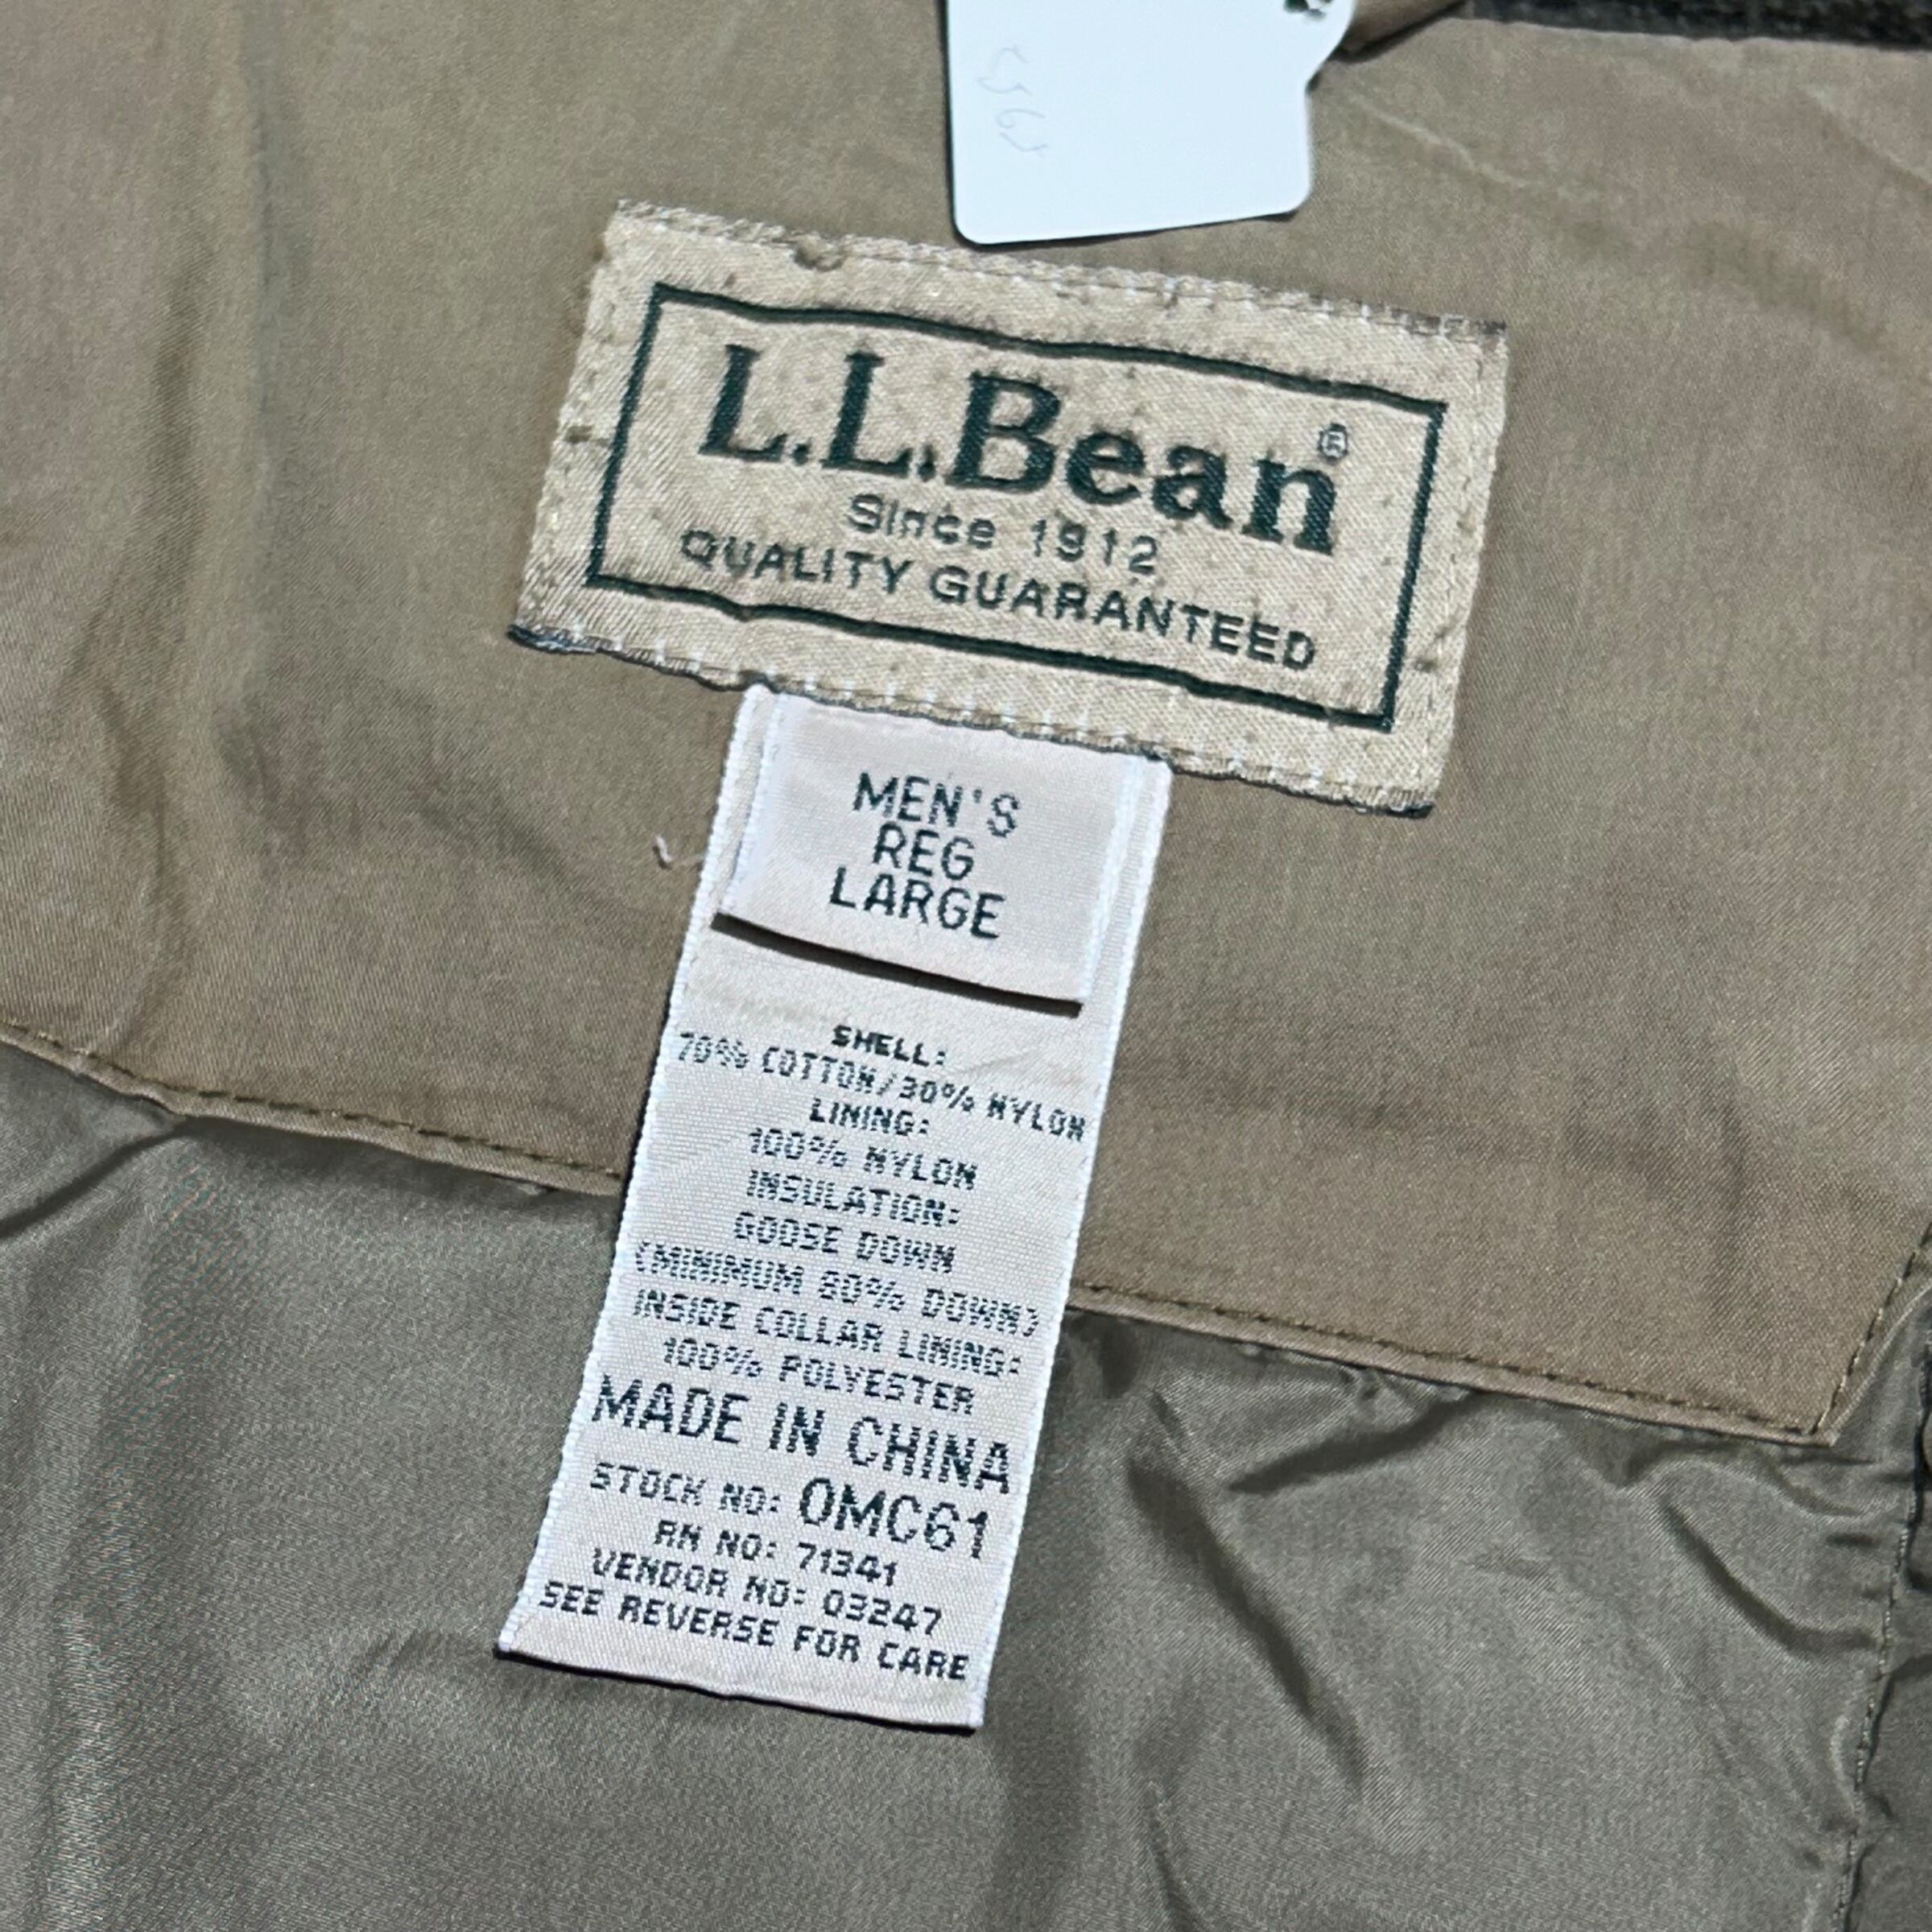 L.L.Bean®
Since 1912
QUALITY GUARANTEED
MEN'S
REG
LARGE
SHELL:
70% COTTON/30% NYLON
LINING:
100% NYLON
INSULATION:
GOOSE DOWN
(MINIMUM 80% DOWN)
INSIDE COLLAR LINING:
100% POLYESTER
MADE IN CHINA
STOCK NO: 0MC61
RN NO: 71341
VENDOR NO: 03247
SEE REVERSE FOR CARE